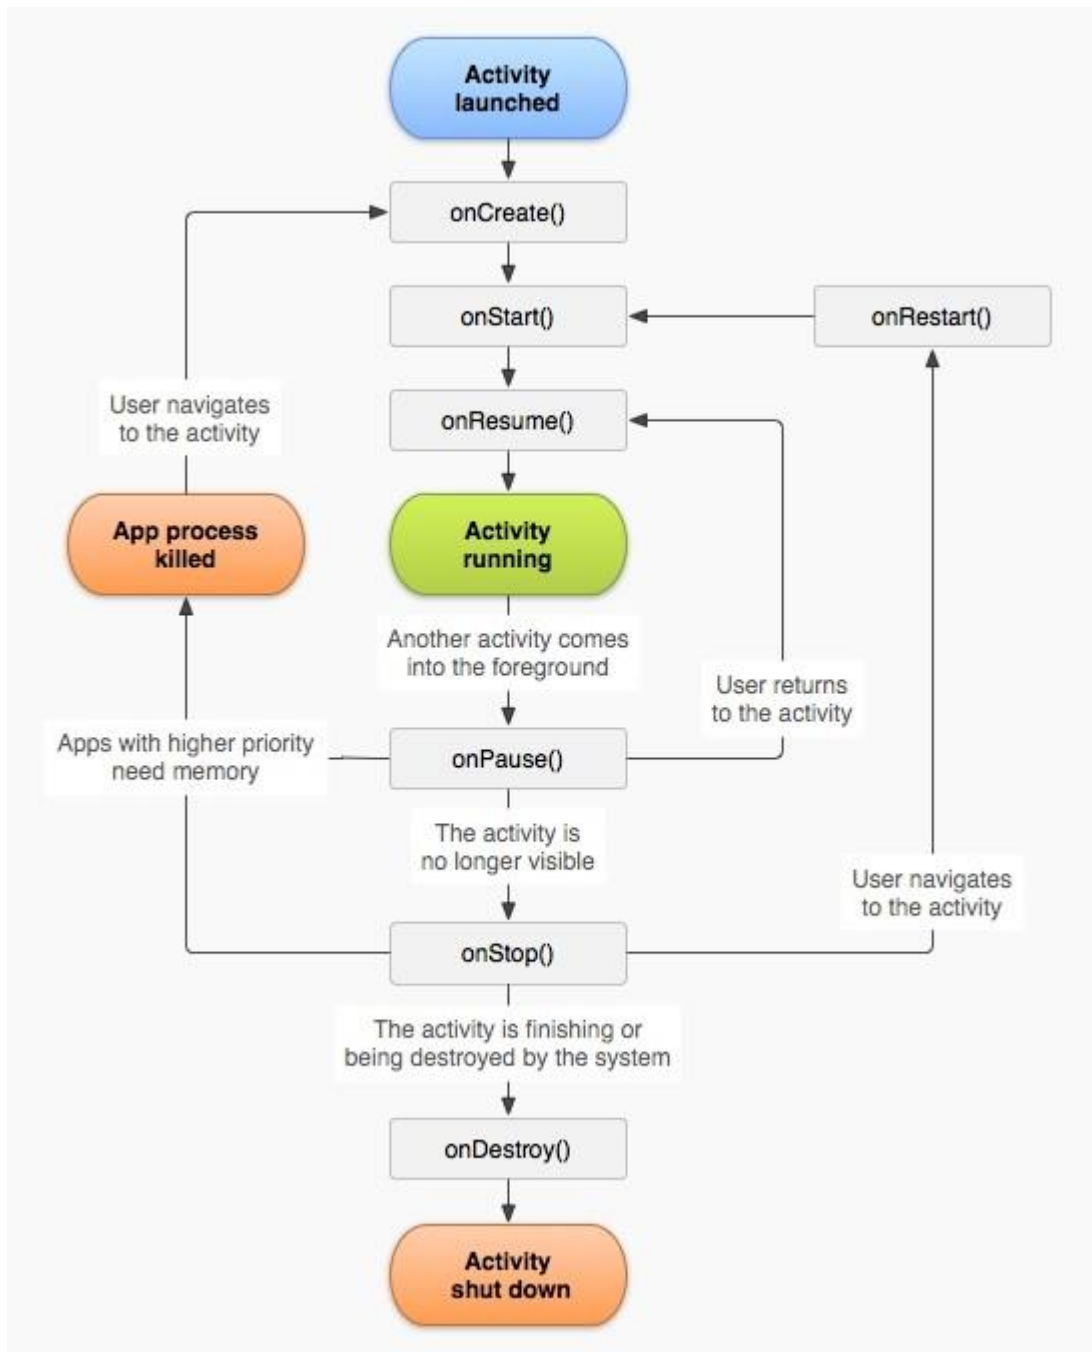 Activity
launched
onCreate()
onStart()
onRestart()
User navigates
to the activity
onResume()
App process
killed
Activity
running
Another activity comes
into the foreground
User returns
to the activity
Apps with higher priority
need memory
onPause()
The activity is
no longer visible
User navigates
to the activity
onStop()
The activity is finishing or
being destroyed by the system
onDestroy()
Activity
shut down